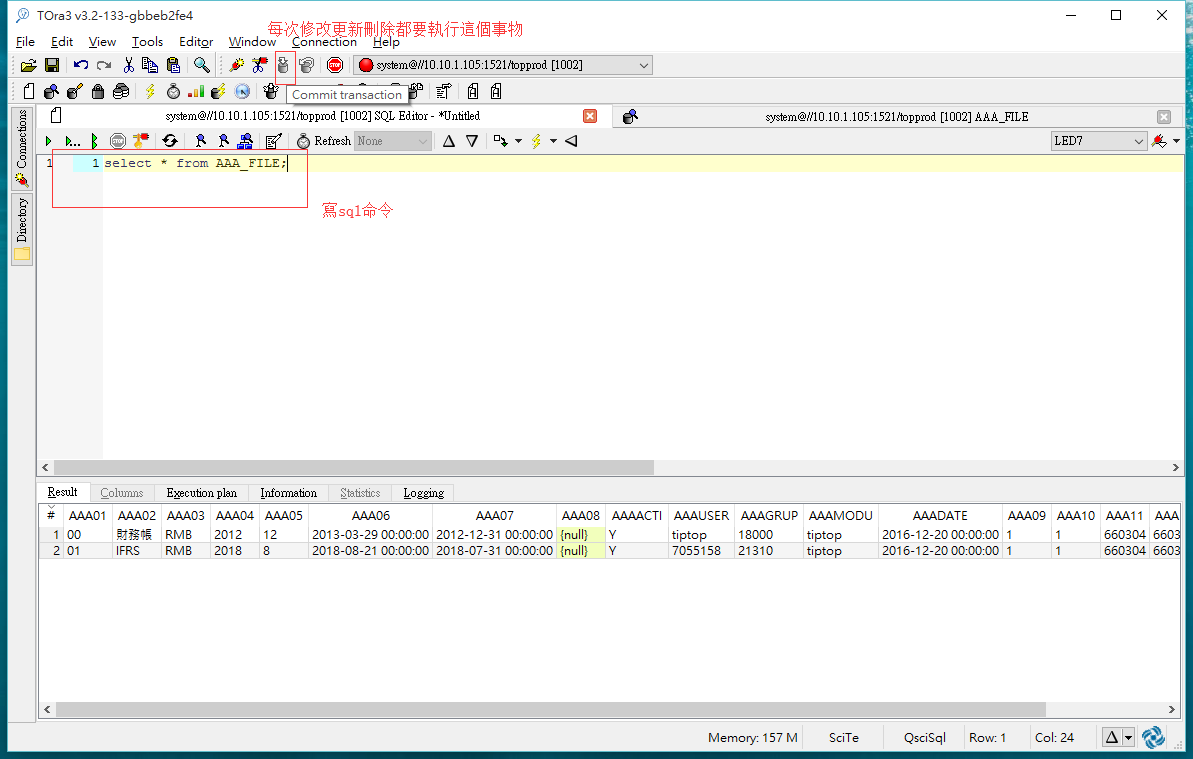 TOra3 v3.2-133-gbbeb2fe4
每次修改更新刪除都要執行這個事物
File Edit View Tools Editor Window Connection Help
system@//10.10.1.105:1521/topprod [1002]
Commit transaction
system@//10.10.1.105:1521/topprod [1002] SQL Editor - *Untitled
system@//10.10.1.105:1521/topprod [1002] AAA_FILE
Connections
Directory
Refresh None
LED7
1 1 select * from AAA_FILE;
寫sql命令
Result Columns Execution plan Information Statistics Logging
# AAA01 AAA02 AAA03 AAA04 AAA05 AAA06 AAA07 AAA08 AAAACTI AAAUSER AAAGRUP AAAMODU AAADATE AAA09 AAA10 AAA11 AAA
1 00 財務帳 RMB 2012 12 2013-03-29 00:00:00 2012-12-31 00:00:00 {null} Y tiptop 18000 tiptop 2016-12-20 00:00:00 1 1 660304 6603
2 01 IFRS RMB 2018 8 2018-08-21 00:00:00 2018-07-31 00:00:00 {null} Y 7055158 21310 tiptop 2016-12-20 00:00:00 1 1 660304 6603
Memory: 157 M SciTe QsciSql Row: 1 Col: 24